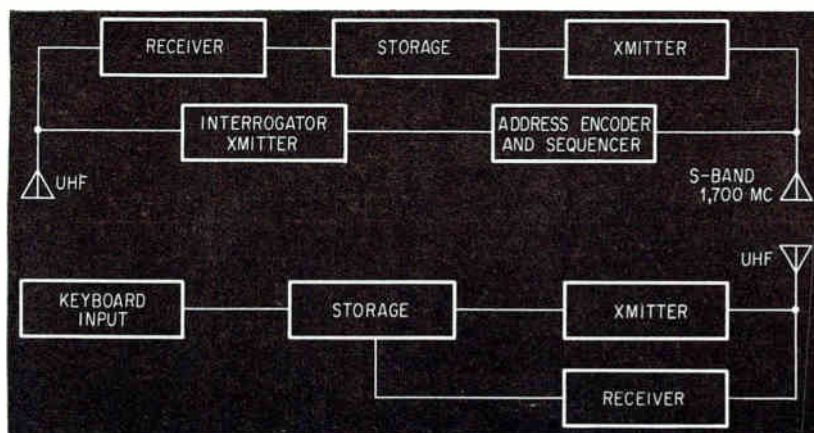 RECEIVER
STORAGE
XMITTER
INTERROGATOR
XMITTER
ADDRESS ENCODER
AND SEQUENCER
UHF
S-BAND
1,700 MC
UHF
KEYBOARD
INPUT
STORAGE
XMITTER
RECEIVER